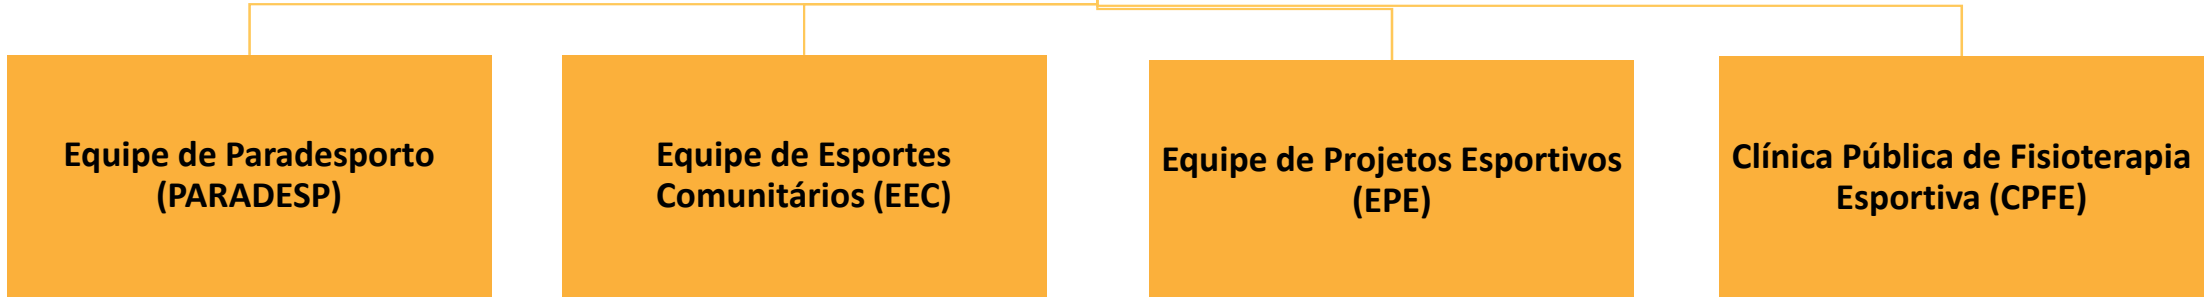 Equipe de Paradesporto
(PARADESP)
Equipe de Esportes
Comunitários (EEC)
Equipe de Projetos Esportivos
(EPE)
Clínica Pública de Fisioterapia
Esportiva (CPFE)